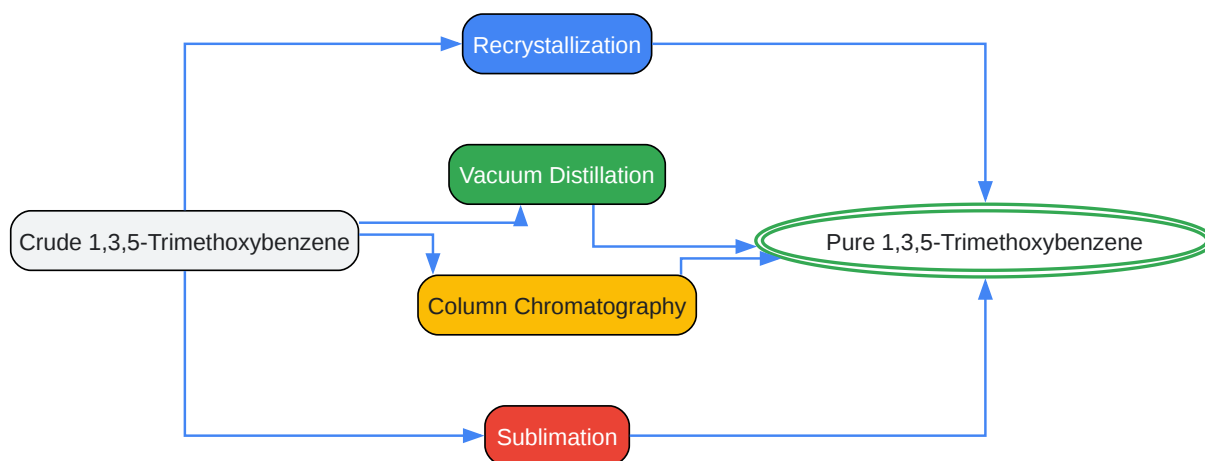 Recrystallization
Vacuum Distillation
Crude 1,3,5-Trimethoxybenzene
Pure 1,3,5-Trimethoxybenzene
Column Chromatography
Sublimation